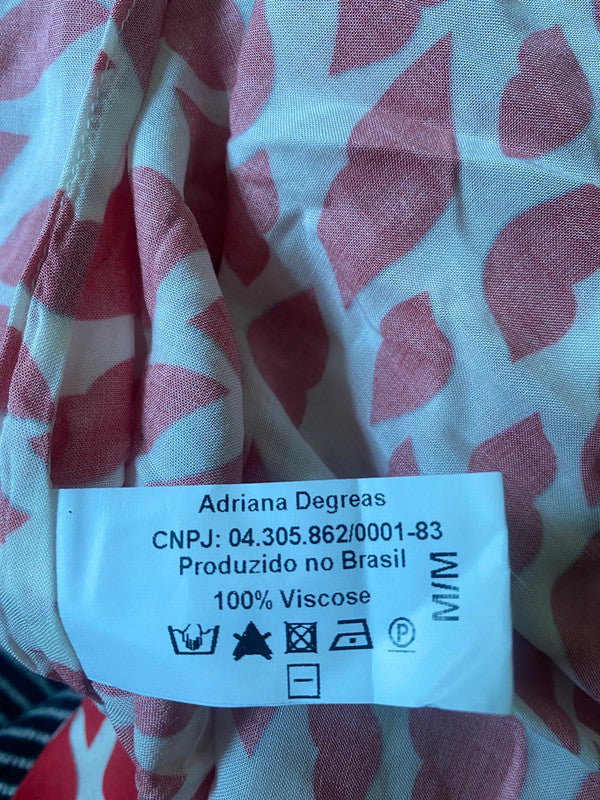 Adriana Degreas
CNPJ: 04.305.862/0001-83
Produzido no Brasil
100% Viscose
M/M
P